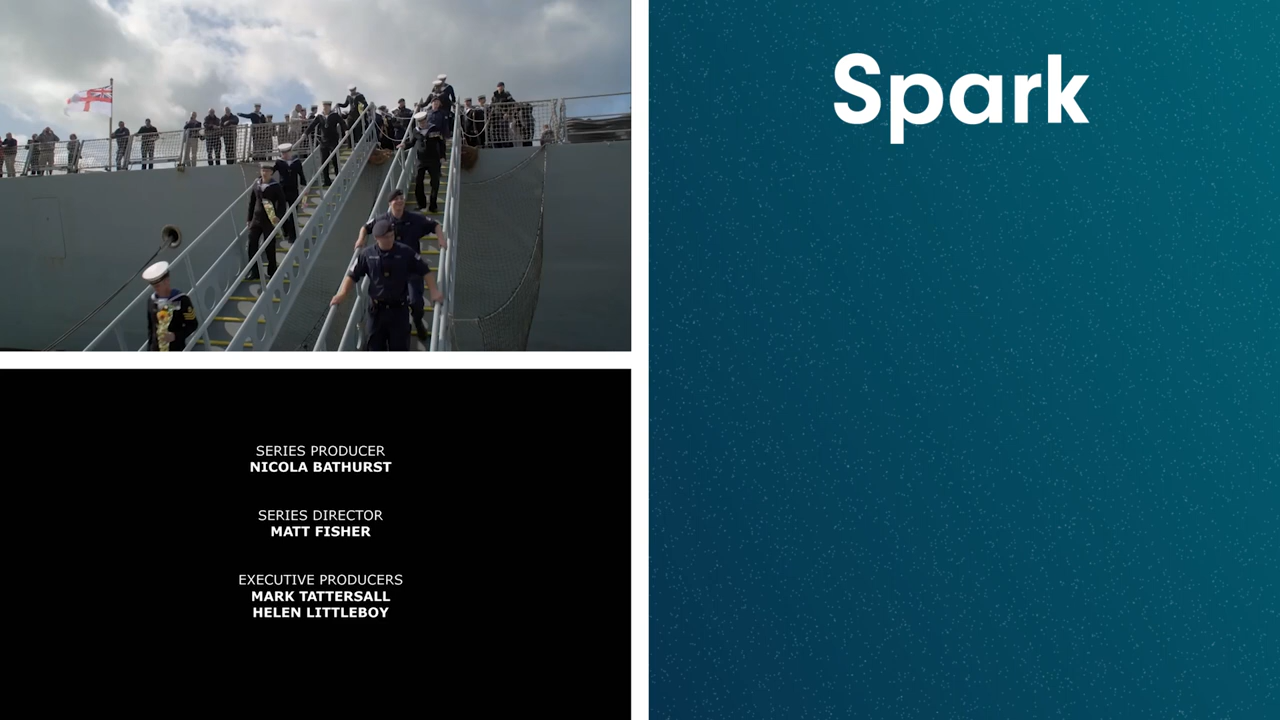 Spark
SERIES PRODUCER
NICOLA BATHURST
SERIES DIRECTOR
MATT FISHER
EXECUTIVE PRODUCERS
MARK TATTERSALL
HELEN LITTLEBOY